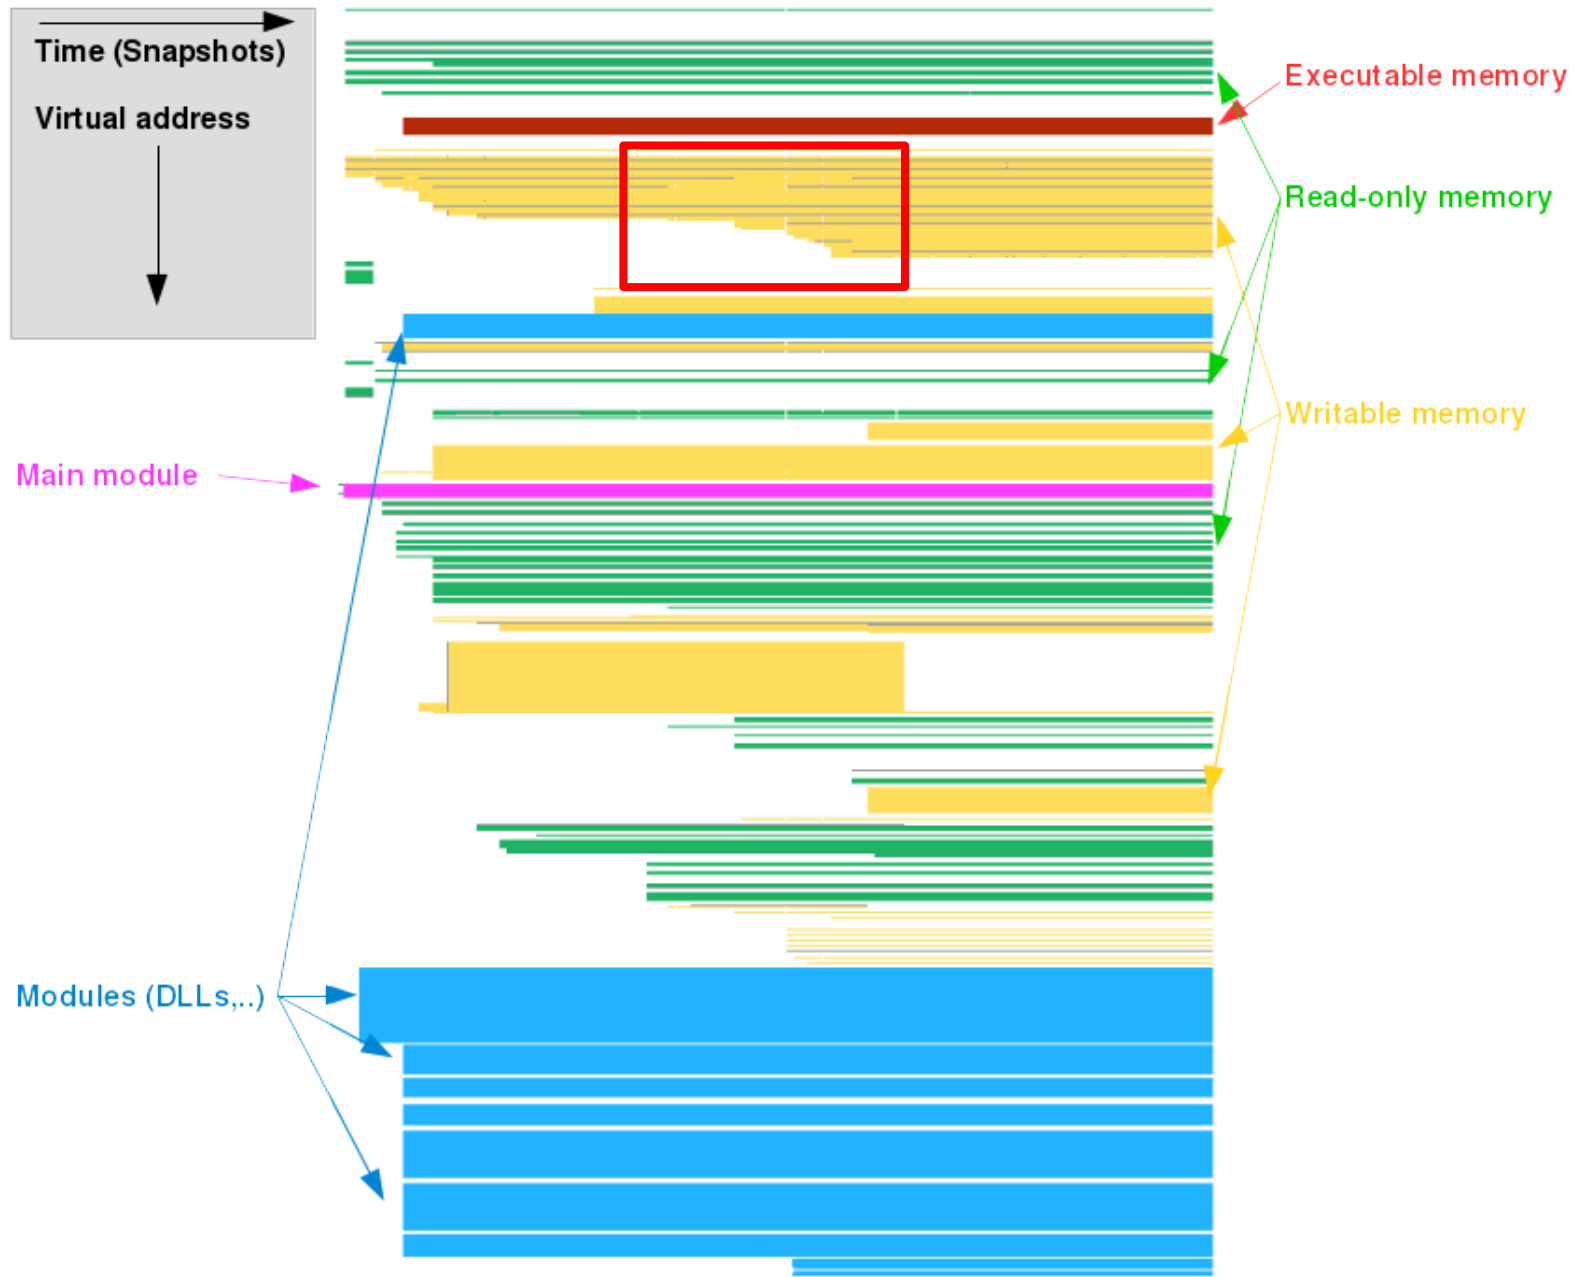 Time (Snapshots)
Virtual address
Executable memory
Read-only memory
Writable memory
Main module
Modules (DLLs,..)